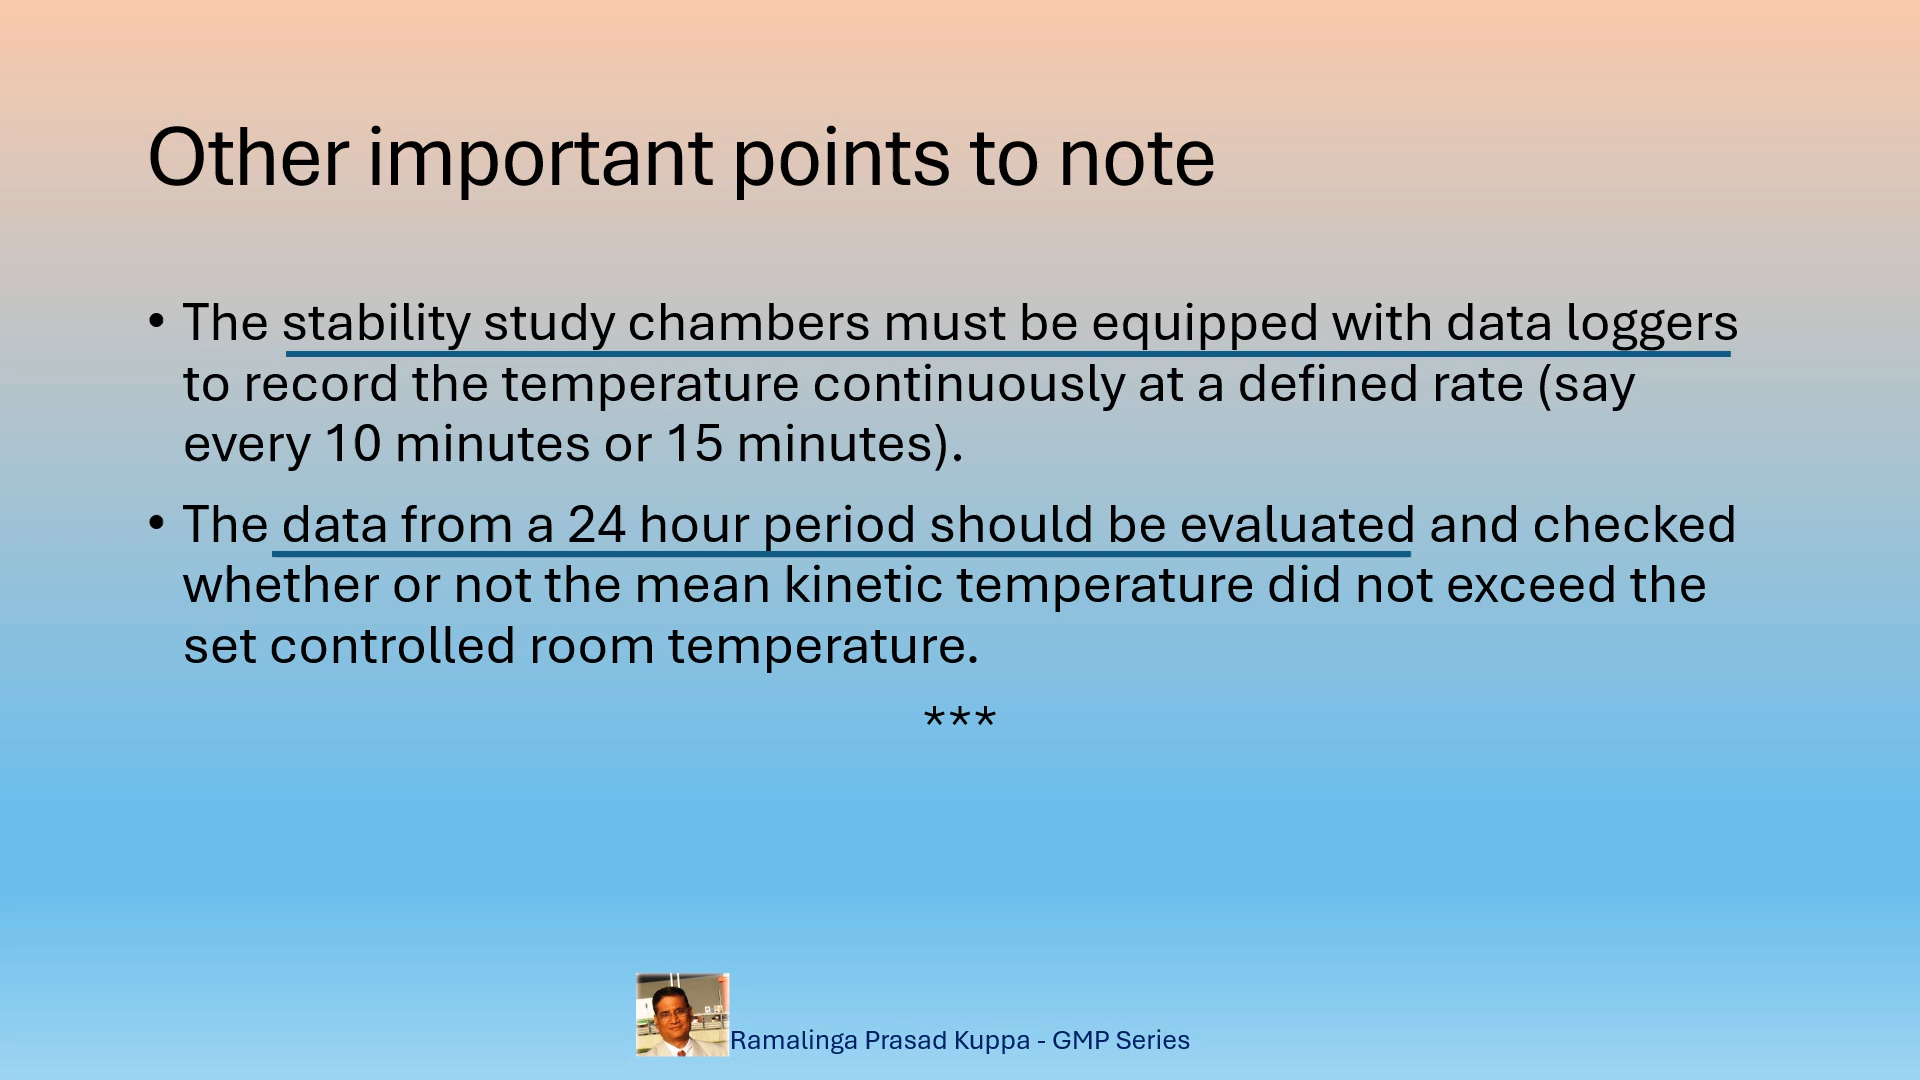 Other important points to note
• The stability study chambers must be equipped with data loggers
to record the temperature continuously at a defined rate (say
every 10 minutes or 15 minutes).
• The data from a 24 hour period should be evaluated and checked
whether or not the mean kinetic temperature did not exceed the
set controlled room temperature.
***
Ramalinga Prasad Kuppa - GMP Series